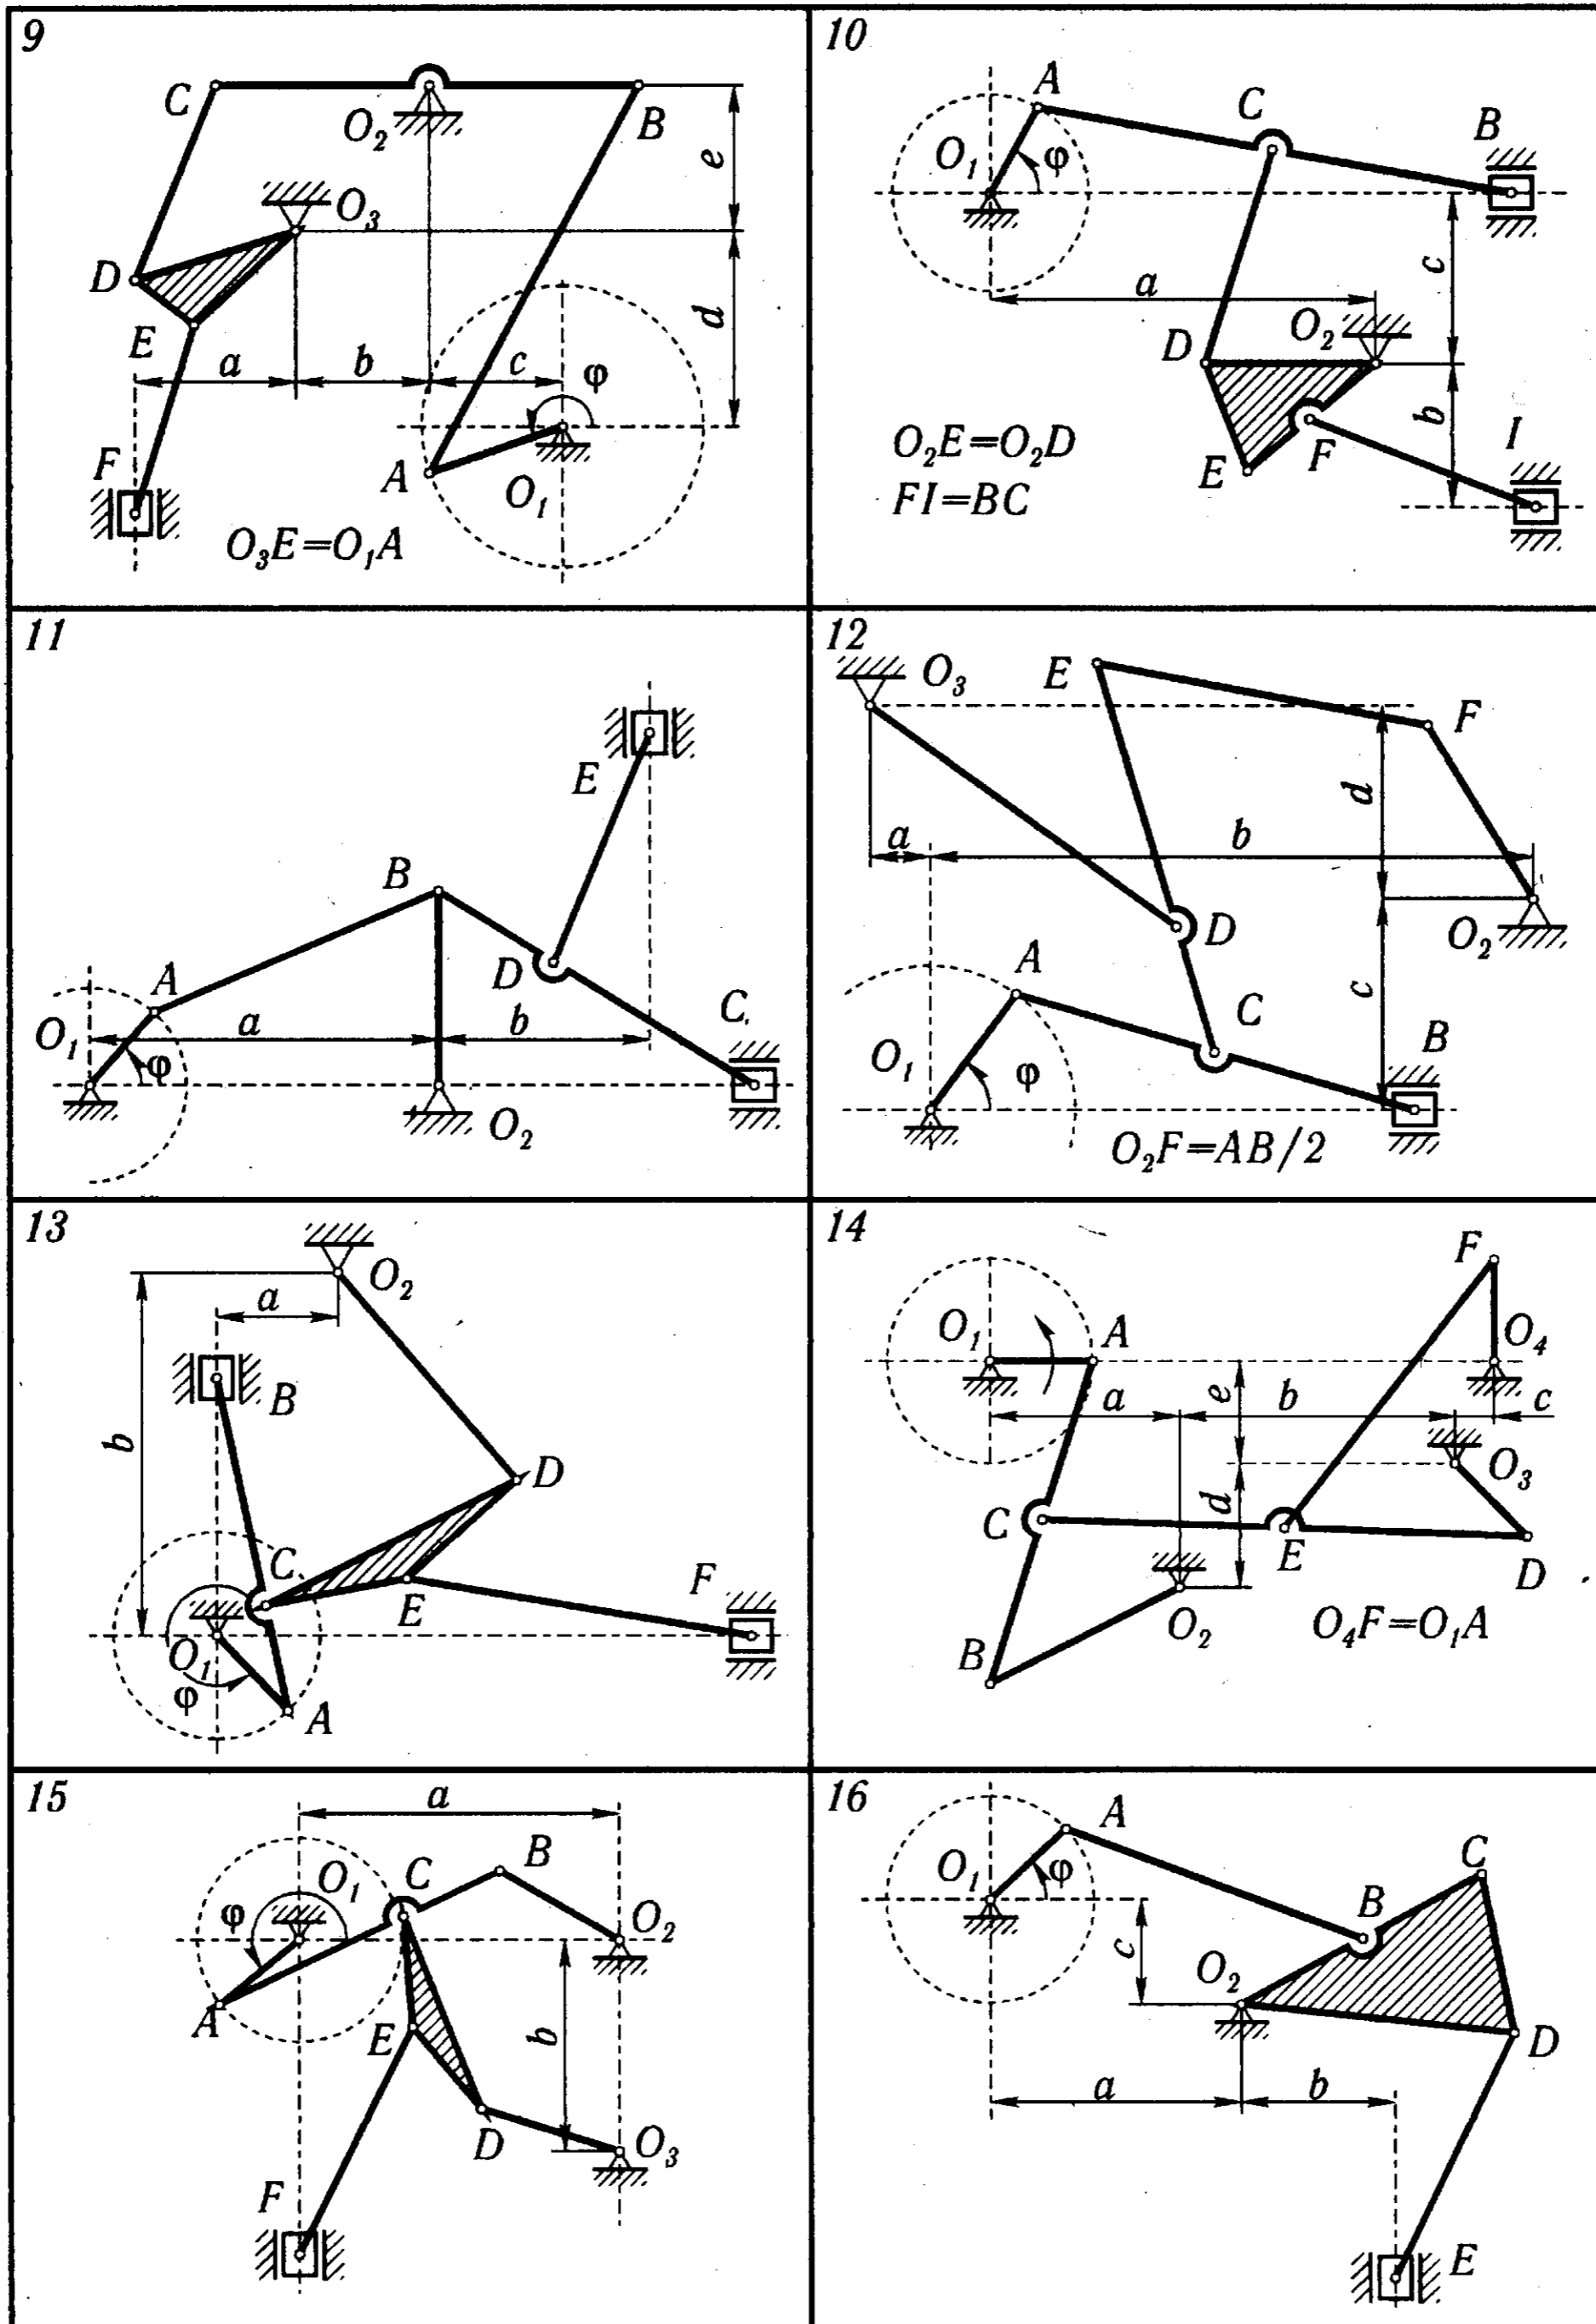 9
C
O₂
B
e
O₃
D
d
E
a
b
c
φ
F
A
O₁
O₃E=O₁A
10
A
C
B
O₁
φ
c
a
D
O₂
b
O₂E=O₂D
I
E
F
FI=BC
11
E
B
A
D
C
O₁
a
b
φ
O₂
12
O₃
E
F
d
a
b
D
O₂
A
c
C
O₁
φ
B
O₂F=AB/2
13
O₂
a
B
b
D
C
F
E
O₁
φ
A
14
F
O₁
A
O₄
e
a
b
c
O₃
d
C
E
D
O₂
B
O₄F=O₁A
15
a
B
O₁
C
φ
O₂
A
E
b
D
O₃
F
16
A
C
O₁
φ
B
c
O₂
D
a
b
E